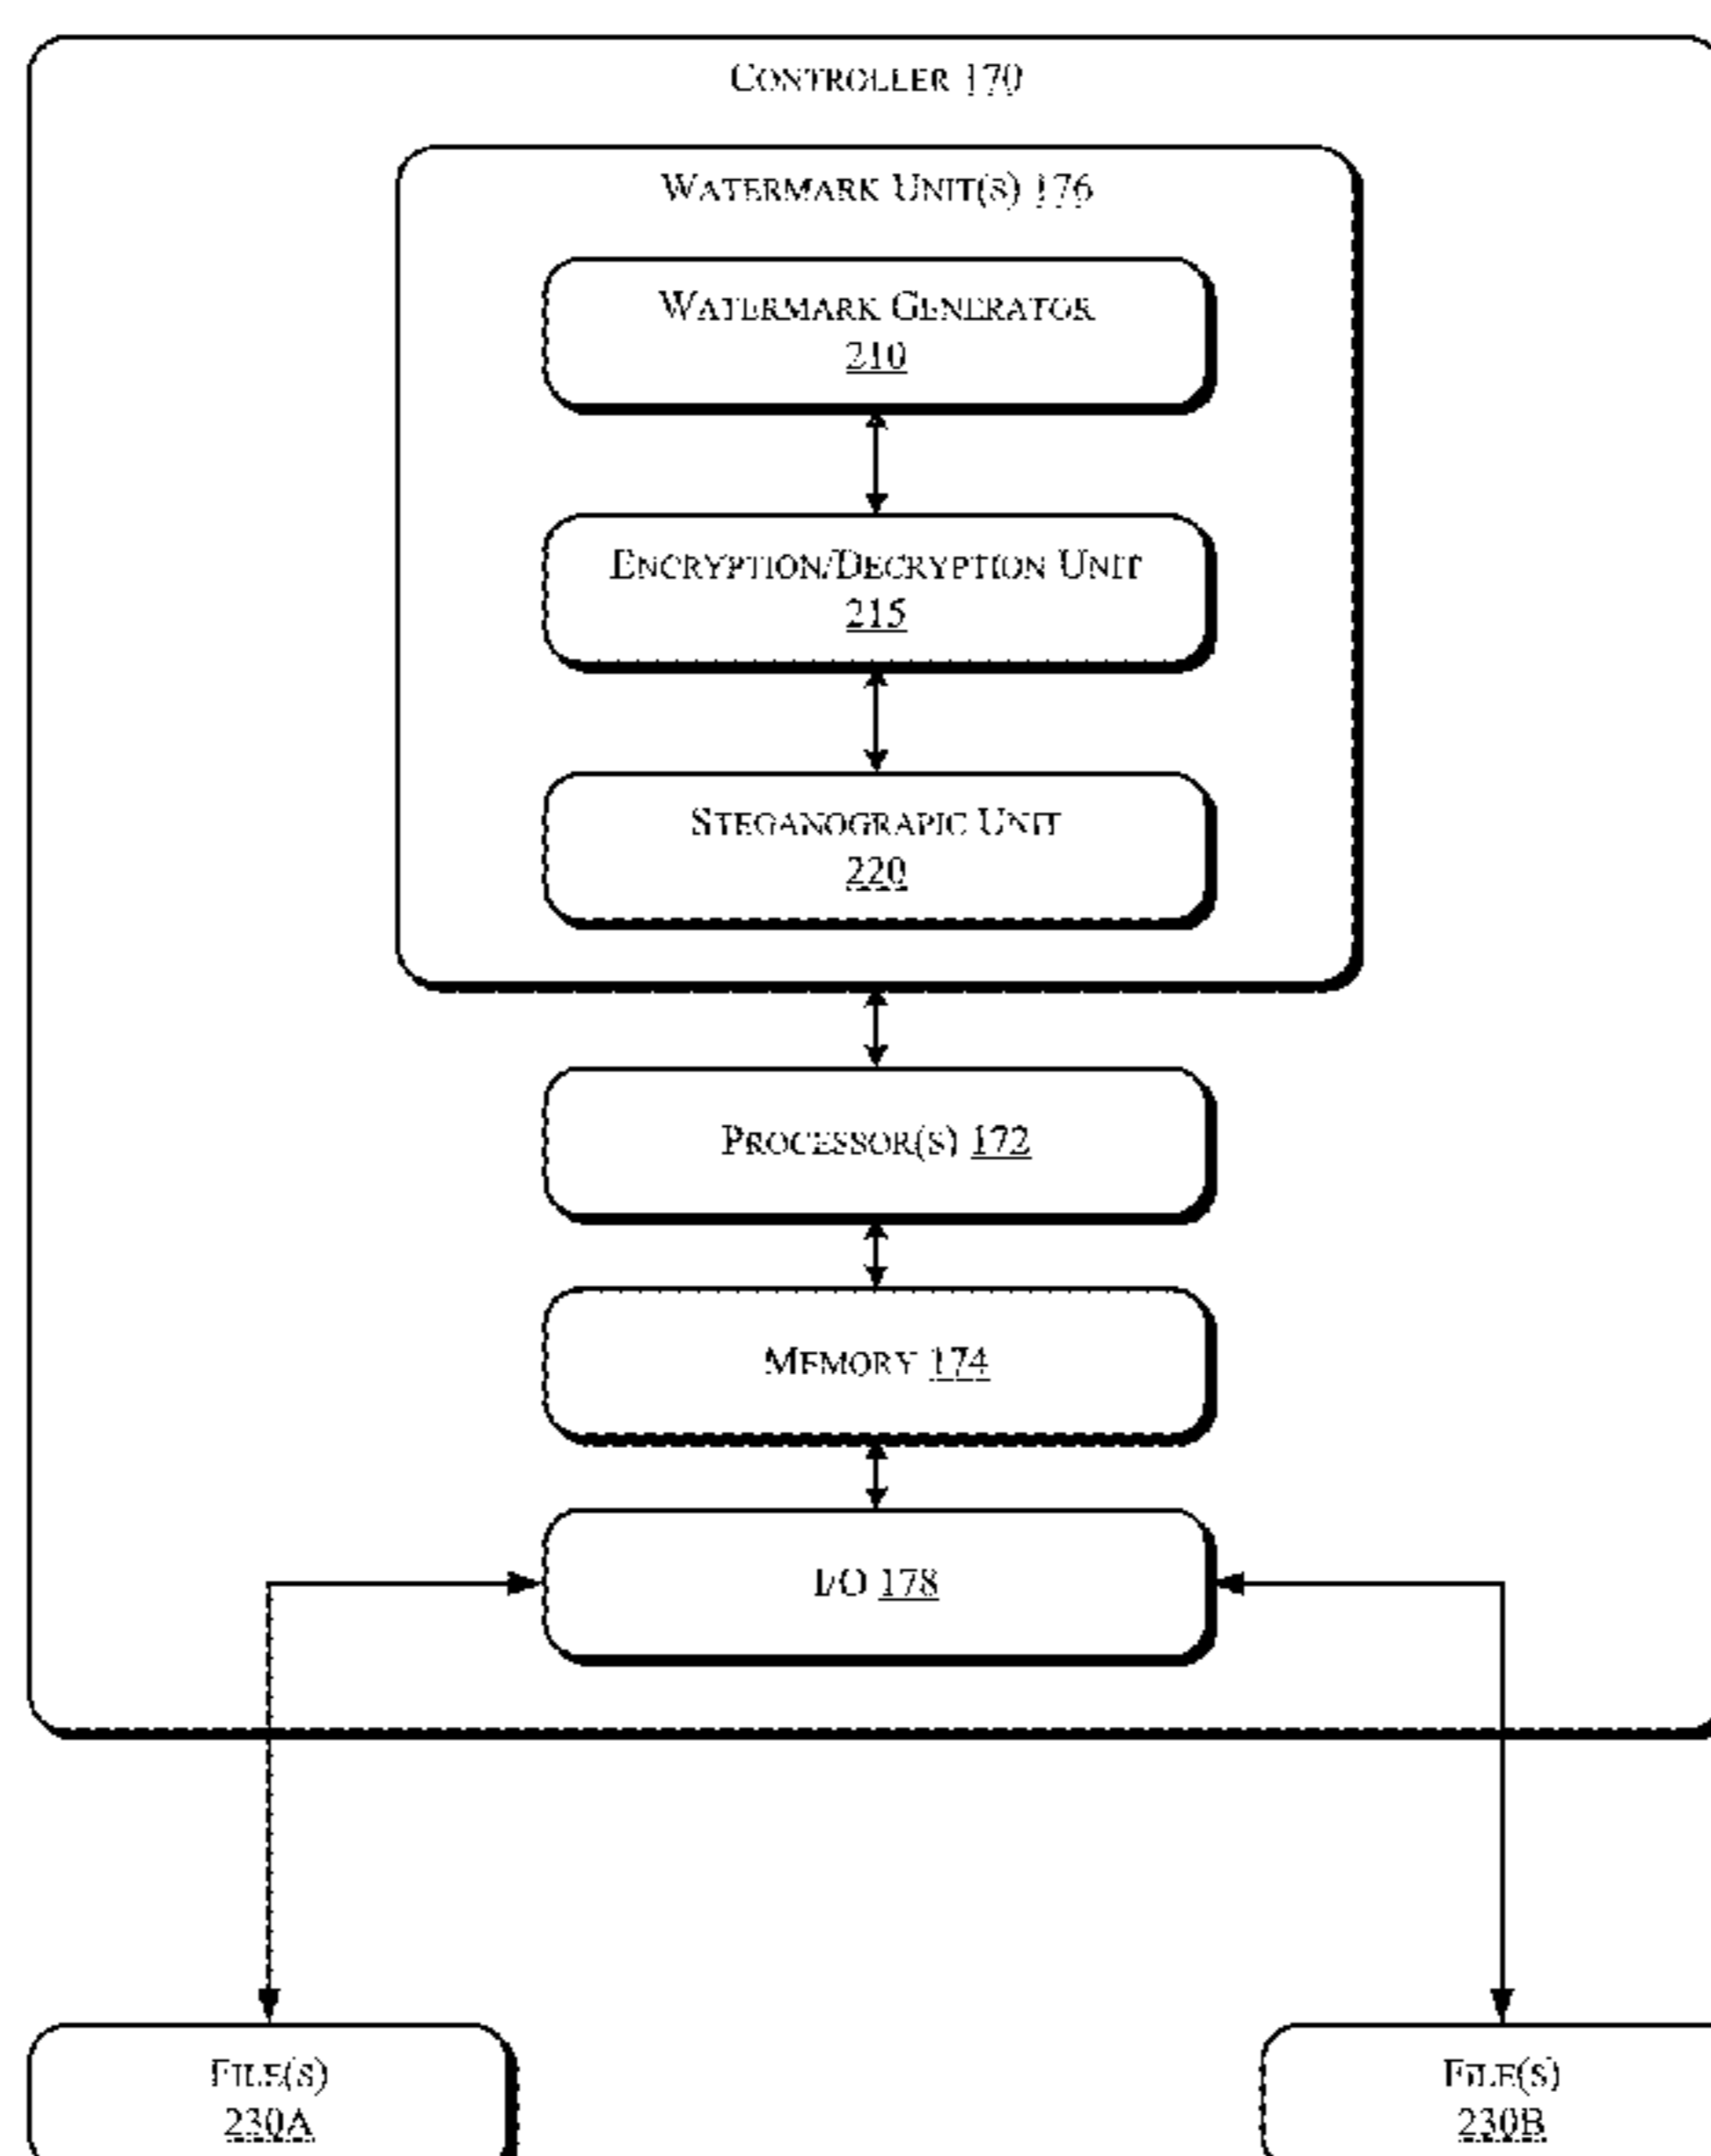 CONTROLLER 170
WATERMARK UNIT(S) 176
WATERMARK GENERATOR
210
ENCRYPTION/DECRYPTION UNIT
215
STEGANOGRAPIC UNIT
220
PROCESSOR(S) 172
MEMORY 174
I/O 178
FILE(S)
230A
FILE(S)
230B